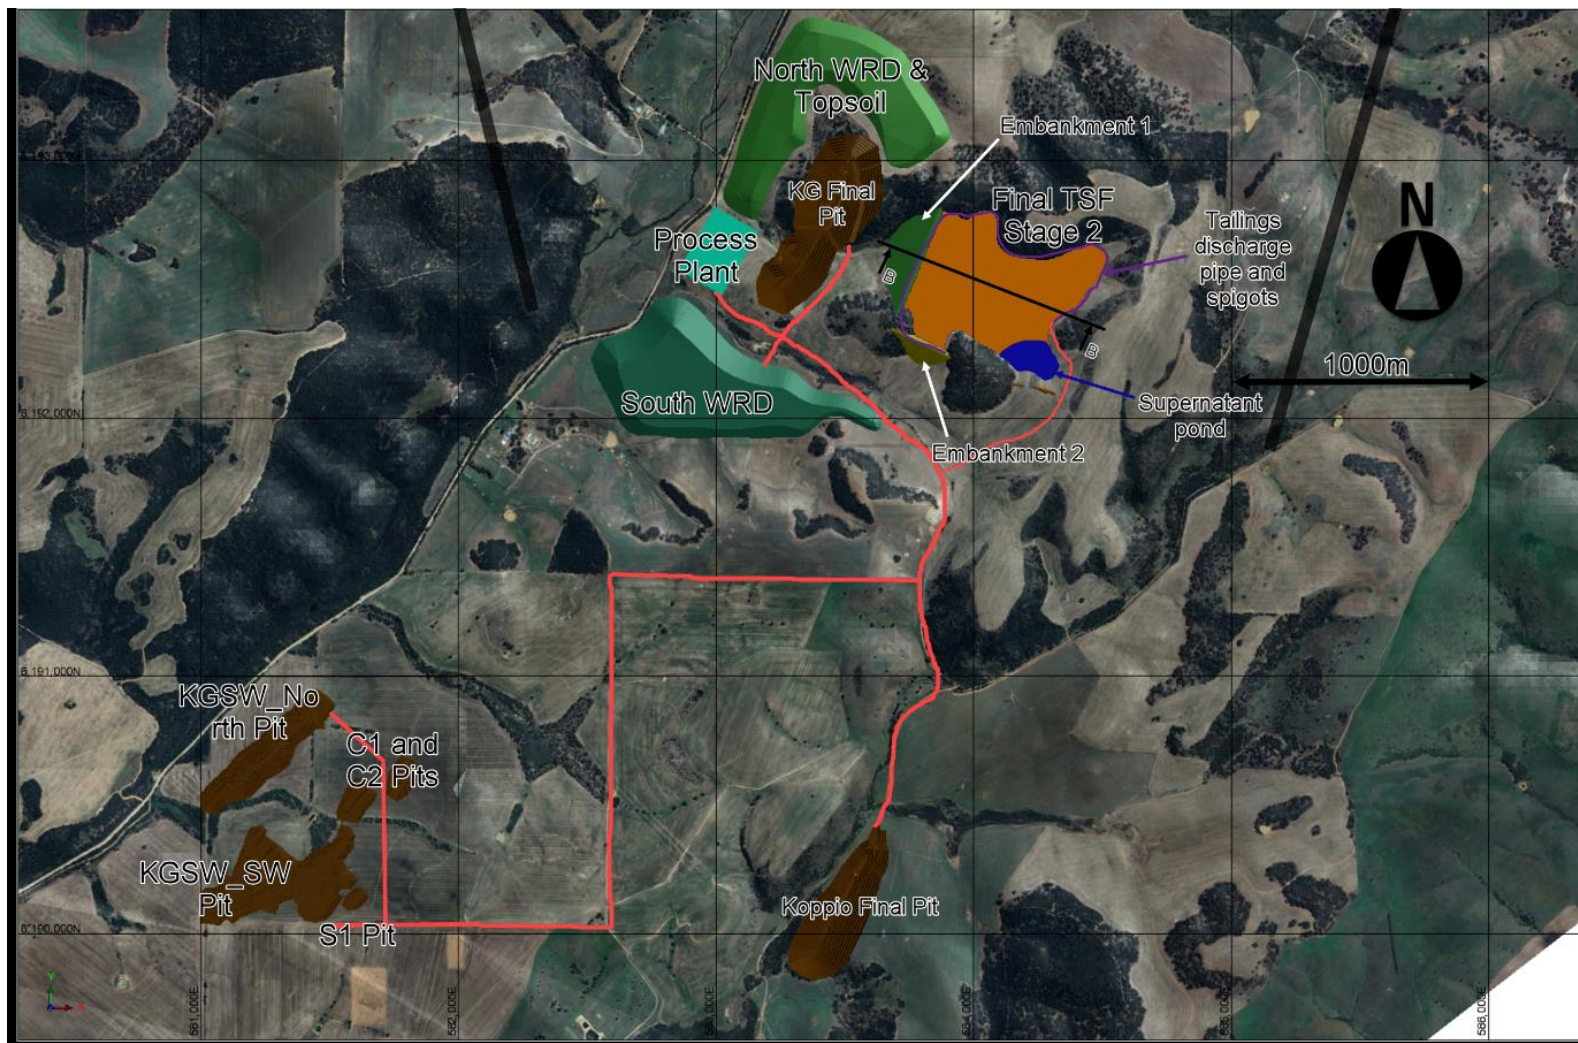 North WRD &
Topsoil
Embankment 1
6,193,000N
KG Final
Pit
Final TSF
Stage 2
N
Tailings
discharge
pipe and
spigots
Process
Plant
B
B
1000m
South WRD
Supernatant
pond
6,192,000N
Embankment 2
6,191,000N
KGSW_No
rth Pit
C1 and
C2 Pits
KGSW_SW
Pit
Koppio Final Pit
6,190,000N
S1 Pit
Y
X
581,000E
582,000E
583,000E
584,000E
585,000E
586,000E